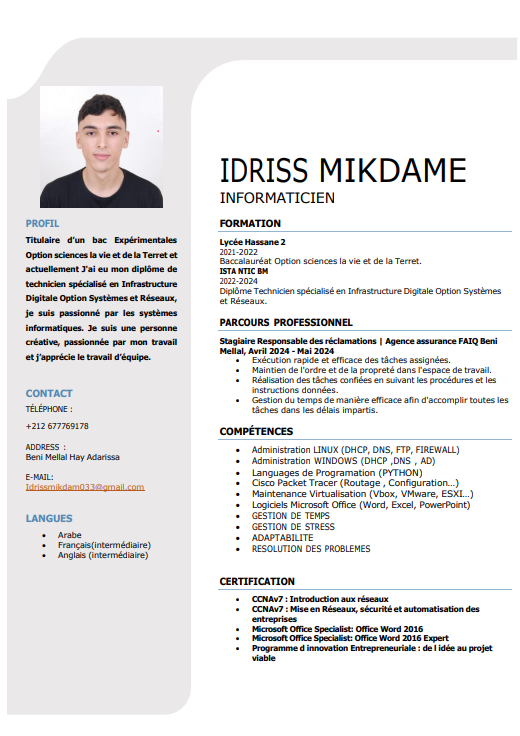 IDRISS MIKDAME
INFORMATICIEN
PROFIL
Titulaire d'un bac Expérimentales
Option sciences la vie et de la Terret et
actuellement J'ai eu mon diplôme de
technicien spécialisé en Infrastructure
Digitale Option Systèmes et Réseaux,
je suis passionné par les systèmes
informatiques. Je suis une personne
créative, passionnée par mon travail
et j'apprécie le travail d'équipe.
CONTACT
TÉLÉPHONE :
+212 677769178
ADDRESS :
Beni Mellal Hay Adarissa
E-MAIL:
Idrissmikdam033@gmail.com
LANGUES
• Arabe
• Français(intermédiaire)
• Anglais (intermédiaire)
FORMATION
Lycée Hassane 2
2021-2022
Baccalauréat Option sciences la vie et de la Terret.
ISTA NTIC BM
2022-2024
Diplôme Technicien spécialisé en Infrastructure Digitale Option Systèmes
et Réseaux.
PARCOURS PROFESSIONNEL
Stagiaire Responsable des réclamations | Agence assurance FAIQ Beni
Mellal, Avril 2024 - Mai 2024
• Exécution rapide et efficace des tâches assignées.
• Maintien de l'ordre et de la propreté dans l'espace de travail.
• Réalisation des tâches confiées en suivant les procédures et les
instructions données.
• Gestion du temps de manière efficace afin d'accomplir toutes les
tâches dans les délais impartis.
COMPÉTENCES
• Administration LINUX (DHCP, DNS, FTP, FIREWALL)
• Administration WINDOWS (DHCP ,DNS , AD)
• Languages de Programation (PYTHON)
• Cisco Packet Tracer (Routage , Configuration...)
• Maintenance Virtualisation (Vbox, VMware, ESXI...)
• Logiciels Microsoft Office (Word, Excel, PowerPoint)
• GESTION DE TEMPS
• GESTION DE STRESS
• ADAPTABILITE
• RESOLUTION DES PROBLEMES
CERTIFICATION
• CCNAv7 : Introduction aux réseaux
• CCNAv7 : Mise en Réseaux, sécurité et automatisation des
entreprises
• Microsoft Office Specialist: Office Word 2016
• Microsoft Office Specialist: Office Word 2016 Expert
• Programme d innovation Entrepreneuriale : de l idée au projet
viable